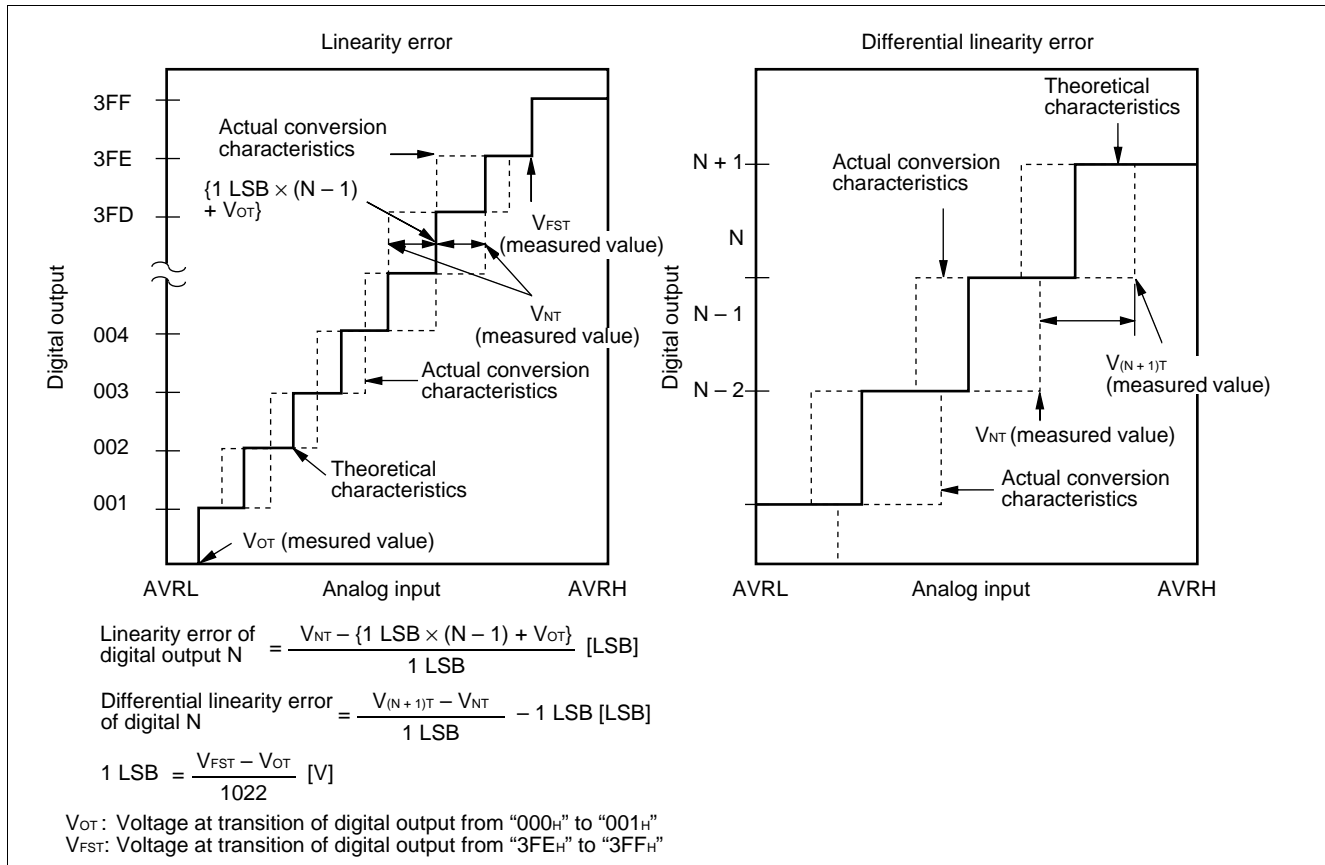 Linearity error
3FF
3FE
3FD
004
003
002
001
Digital output
Actual conversion
characteristics
{1 LSB × (N – 1)
+ VOT}
VFST
(measured value)
VNT
(measured value)
Actual conversion
characteristics
Theoretical
characteristics
VOT (mesured value)
AVRL
Analog input
AVRH
Differential linearity error
Theoretical
characteristics
Actual conversion
characteristics
N + 1
N
N – 1
N – 2
Digital output
V(N + 1)T
(measured value)
VNT (measured value)
Actual conversion
characteristics
AVRL
Analog input
AVRH
Linearity error of
digital output N
= VNT – {1 LSB × (N – 1) + VOT}
1 LSB
[LSB]
Differential linearity error
of digital N
= V(N + 1)T – VNT
1 LSB
– 1 LSB [LSB]
1 LSB = VFST – VOT
1022
[V]
VOT: Voltage at transition of digital output from “000H” to “001H”
VFST: Voltage at transition of digital output from “3FEH” to “3FFH”